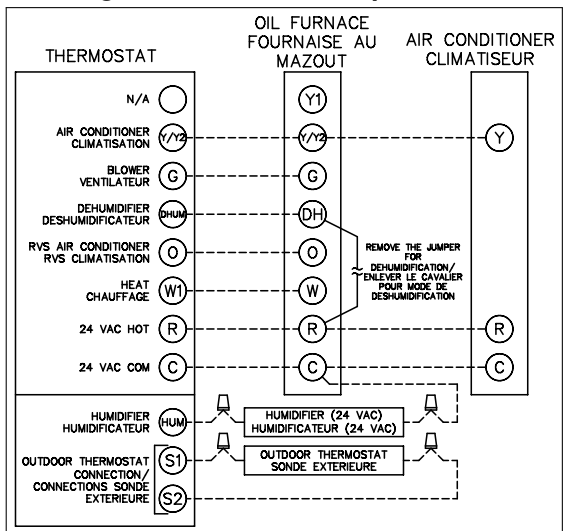 THERMOSTAT
OIL FURNACE
FOURNAISE AU
MAZOUT
AIR CONDITIONER
CLIMATISEUR
N/A
Y1
AIR CONDITIONER
CLIMATISATION
Y/Y2
Y/Y2
Y
BLOWER
VENTILATEUR
G
G
DEHUMIDIFIER
DESHUMIDIFICATEUR
DHUM
DH
RVS AIR CONDITIONER
RVS CLIMATISATION
O
O
REMOVE THE JUMPER
FOR
DEHUMIDIFICATION/
ENLEVER LE CAVALIER
POUR MODE DE
DESHUMIDIFICATION
HEAT
CHAUFFAGE
W1
W
24 VAC HOT
R
R
R
24 VAC COM
C
C
C
HUMIDIFIER
HUMIDIFICATEUR
HUM
HUMIDIFIER (24 VAC)
HUMIDIFICATEUR (24 VAC)
OUTDOOR THERMOSTAT
CONNECTION/
CONNECTIONS SONDE
EXTERIEURE
S1
S2
OUTDOOR THERMOSTAT
SONDE EXTERIEURE